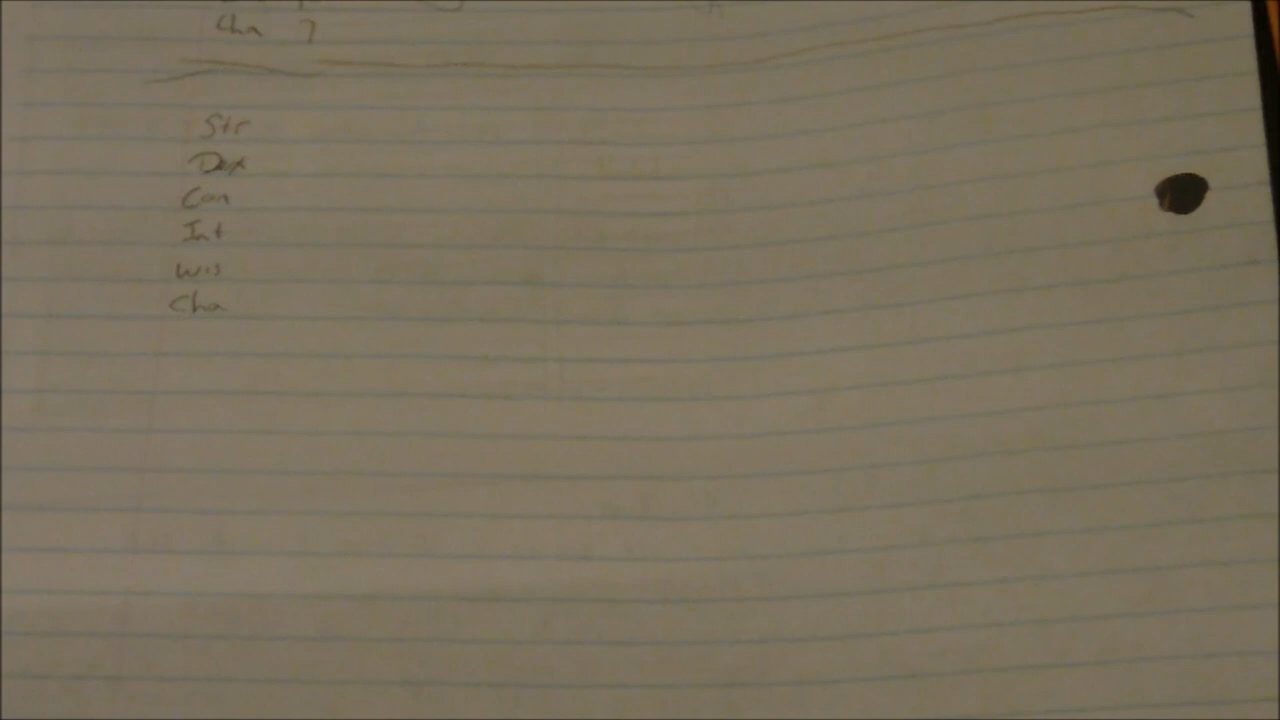 Cha 7
Str
Dex
Con
Int
Wis
Cha